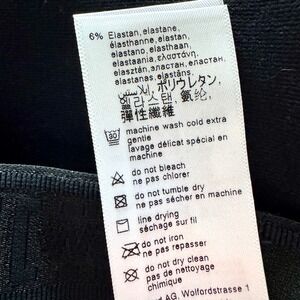 6% Elastan, elastane,
élasthanne, elastan,
elastano, elasthaan,
elastaania, ελαστάνη,
elasztán, эластан, еластан,
elastanas, elastāns,
ポリウレタン,
엘라스탄, 氨纶,
彈性纖維
30
machine wash cold extra
gentle
lavage délicat spécial en
machine
do not bleach
ne pas chlorer
do not tumble dry
ne pas sécher en machine
line drying
séchage sur fil
do not iron
ne pas repasser
do not dry clean
pas de nettoyage
chimique
AG, Wolfordstrasse 1